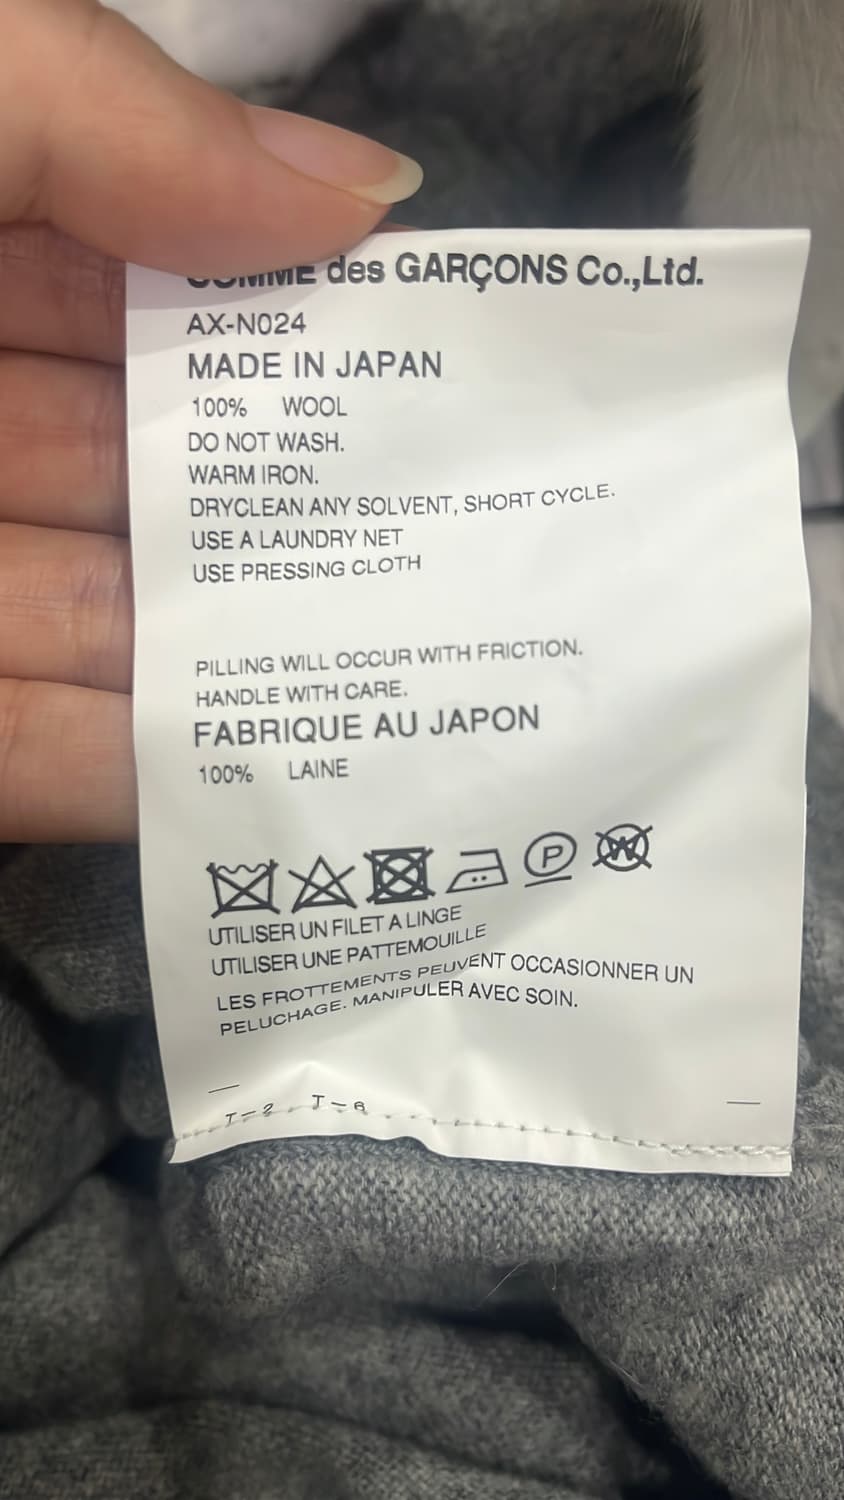 COMME des GARÇONS Co.,Ltd.
AX-N024
MADE IN JAPAN
100% WOOL
DO NOT WASH.
WARM IRON.
DRYCLEAN ANY SOLVENT, SHORT CYCLE.
USE A LAUNDRY NET
USE PRESSING CLOTH
PILLING WILL OCCUR WITH FRICTION.
HANDLE WITH CARE.
FABRIQUE AU JAPON
100% LAINE
P W
UTILISER UN FILET A LINGE
UTILISER UNE PATTEMOUILLE
LES FROTTEMENTS PEUVENT OCCASIONNER UN
PELUCHAGE. MANIPULER AVEC SOIN.